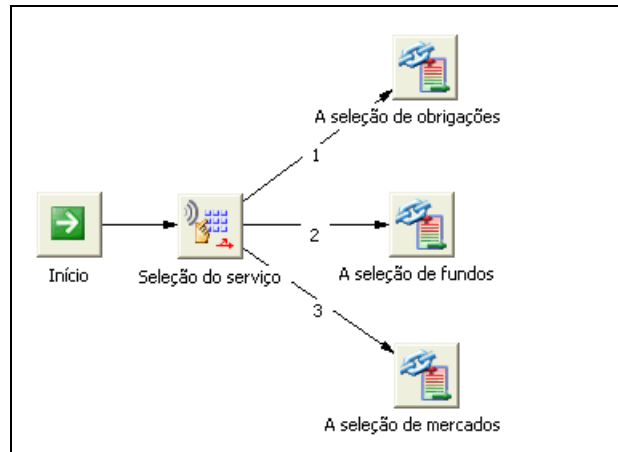 A seleção de obrigações
1
Início
Seleção do serviço
2
A seleção de fundos
3
A seleção de mercados